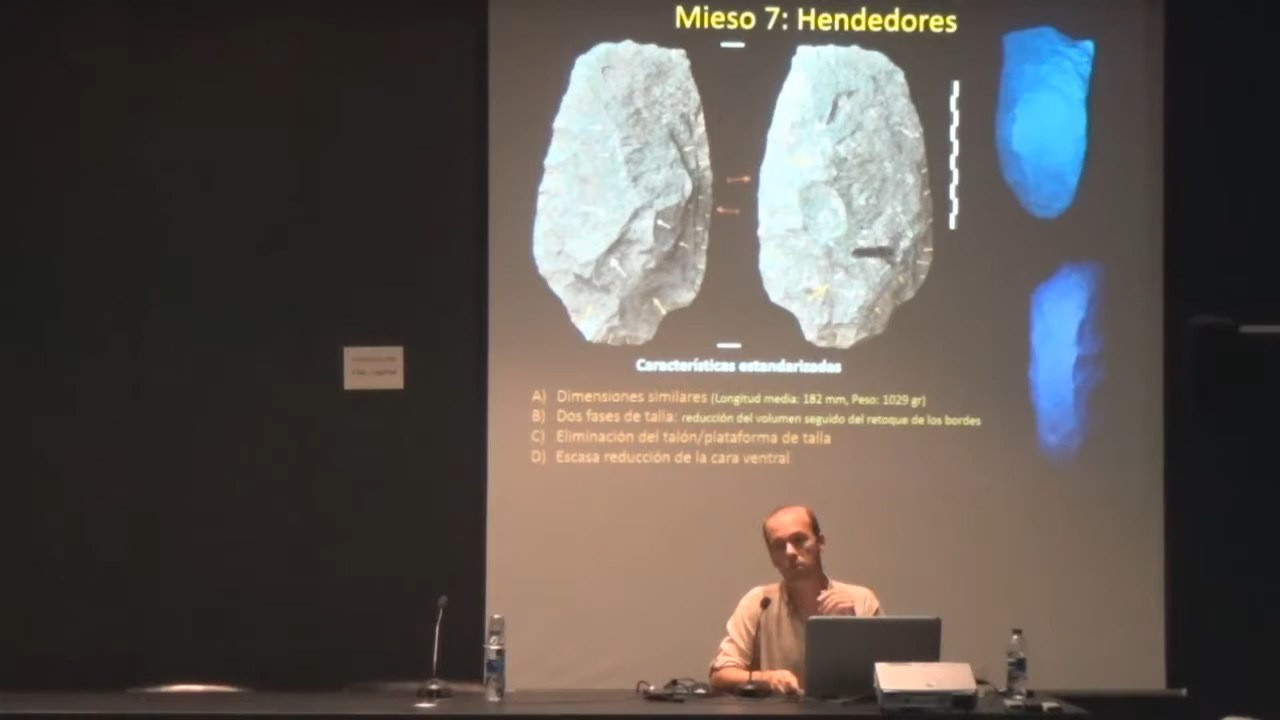 Mieso 7: Hendedores
Características estandarizadas
A) Dimensiones similares (Longitud media: 182 mm, Peso: 1029 gr)
B) Dos fases de talla: reducción del volumen seguido del retoque de los bordes
C) Eliminación del talón/plataforma de talla
D) Escasa reducción de la cara ventral